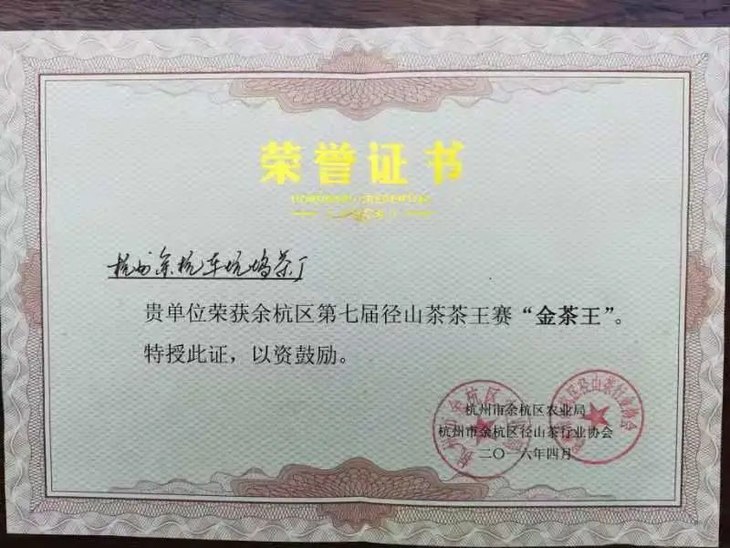 荣誉证书
杭州余杭车坑坞茶厂
贵单位荣获余杭区第七届径山茶茶王赛“金茶王”。
特授此证，以资鼓励。
杭州市余杭区农业局
杭州市余杭区径山茶行业协会
二〇一六年四月